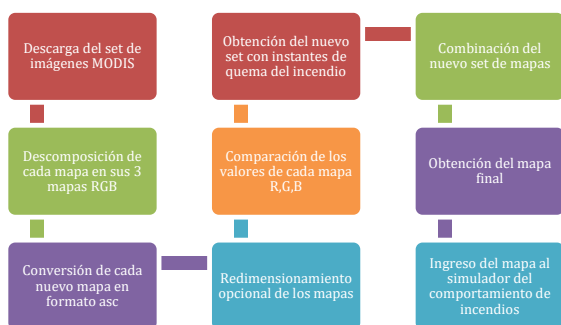 Descarga del set de
imágenes MODIS
Descomposición de
cada mapa en sus 3
mapas RGB
Conversión de cada
nuevo mapa en
formato asc
Redimensionamiento
opcional de los mapas
Comparación de los
valores de cada mapa
R,G,B
Obtención del nuevo
set con instantes de
quema del incendio
Combinación del
nuevo set de mapas
Obtención del mapa
final
Ingreso del mapa al
simulador del
comportamiento de
incendios